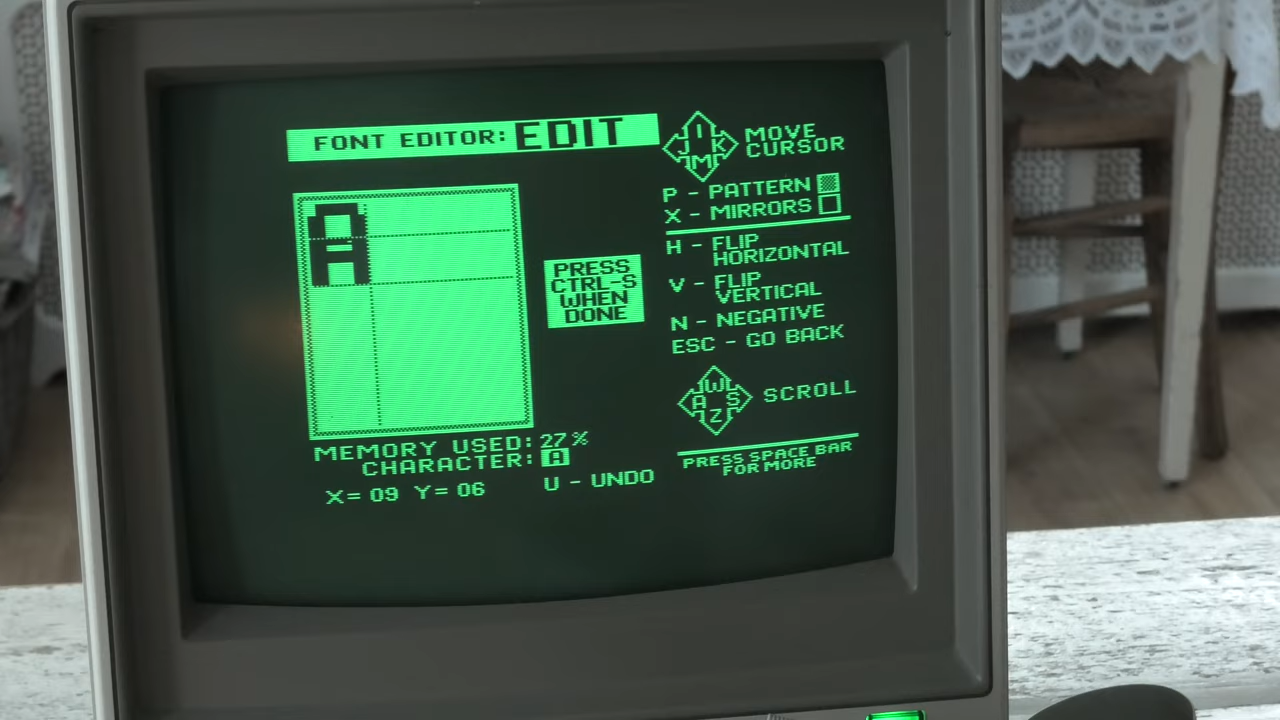 FONT EDITOR: EDIT
A
PRESS
CTRL-S
WHEN
DONE
MEMORY USED: 27%
CHARACTER: A
X= 09 Y= 06
U - UNDO
I
J K
M
MOVE
CURSOR
P - PATTERN
X - MIRRORS
H - FLIP
HORIZONTAL
V - FLIP
VERTICAL
N - NEGATIVE
ESC - GO BACK
W
A S
Z
SCROLL
PRESS SPACE BAR
FOR MORE